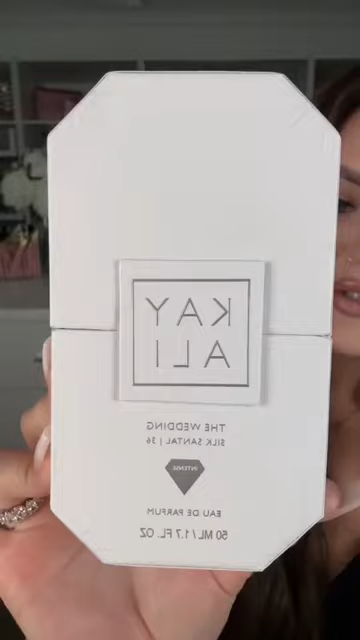 KAY
ALI
THE WEDDING
SILK SANTAL | 36
INTENSE
EAU DE PARFUM
50 ML/1.7 FL. OZ